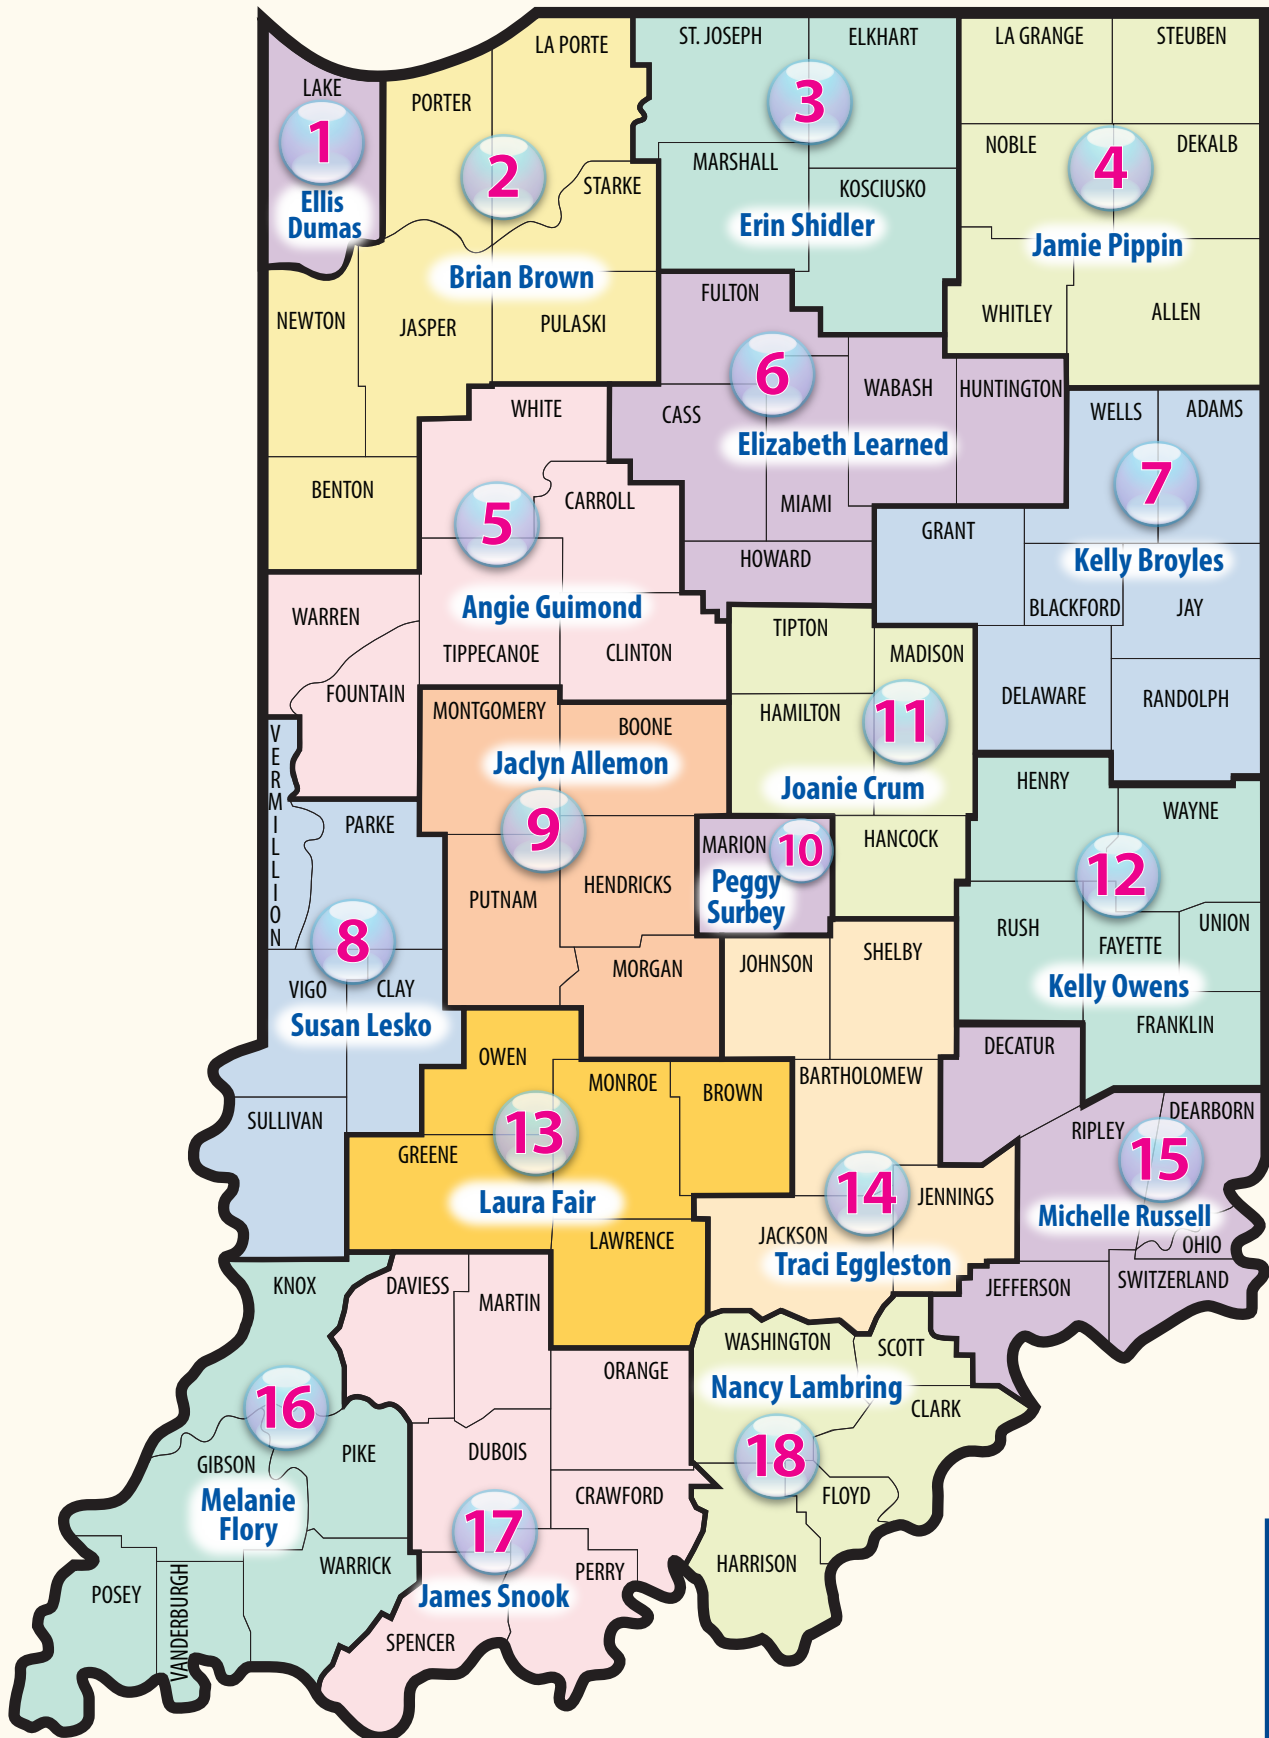 LA PORTE
ST. JOSEPH
ELKHART
LA GRANGE
STEUBEN
LAKE
PORTER
1
2
3
4
NOBLE
DEKALB
MARSHALL
STARKE
KOSCIUSKO
Ellis
Dumas
Erin Shidler
Jamie Pippin
Brian Brown
NEWTON
JASPER
PULASKI
FULTON
WHITLEY
ALLEN
6
WHITE
CASS
WABASH
HUNTINGTON
WELLS
ADAMS
Elizabeth Learned
BENTON
5
CARROLL
MIAMI
7
GRANT
HOWARD
Kelly Broyles
Angie Guimond
BLACKFORD
JAY
WARREN
TIPPECANOE
CLINTON
TIPTON
MADISON
FOUNTAIN
DELAWARE
RANDOLPH
MONTGOMERY
BOONE
HAMILTON
11
Jaclyn Allemon
Joanie Crum
HENRY
WAYNE
VERMILLION
PARKE
9
MARION
10
HANCOCK
Peggy
Surbey
12
PUTNAM
HENDRICKS
RUSH
FAYETTE
UNION
8
MORGAN
JOHNSON
SHELBY
VIGO
CLAY
Kelly Owens
Susan Lesko
FRANKLIN
OWEN
DECATUR
MONROE
BROWN
BARTHOLOMEW
SULLIVAN
13
RIPLEY
DEARBORN
GREENE
15
Laura Fair
14
JENNINGS
Michelle Russell
LAWRENCE
JACKSON
OHIO
Traci Eggleston
KNOX
DAVIESS
MARTIN
JEFFERSON
SWITZERLAND
WASHINGTON
SCOTT
ORANGE
Nancy Lambring
16
CLARK
PIKE
DUBOIS
18
GIBSON
Melanie
Flory
CRAWFORD
FLOYD
17
WARRICK
PERRY
HARRISON
POSEY
VANDERBURGH
James Snook
SPENCER